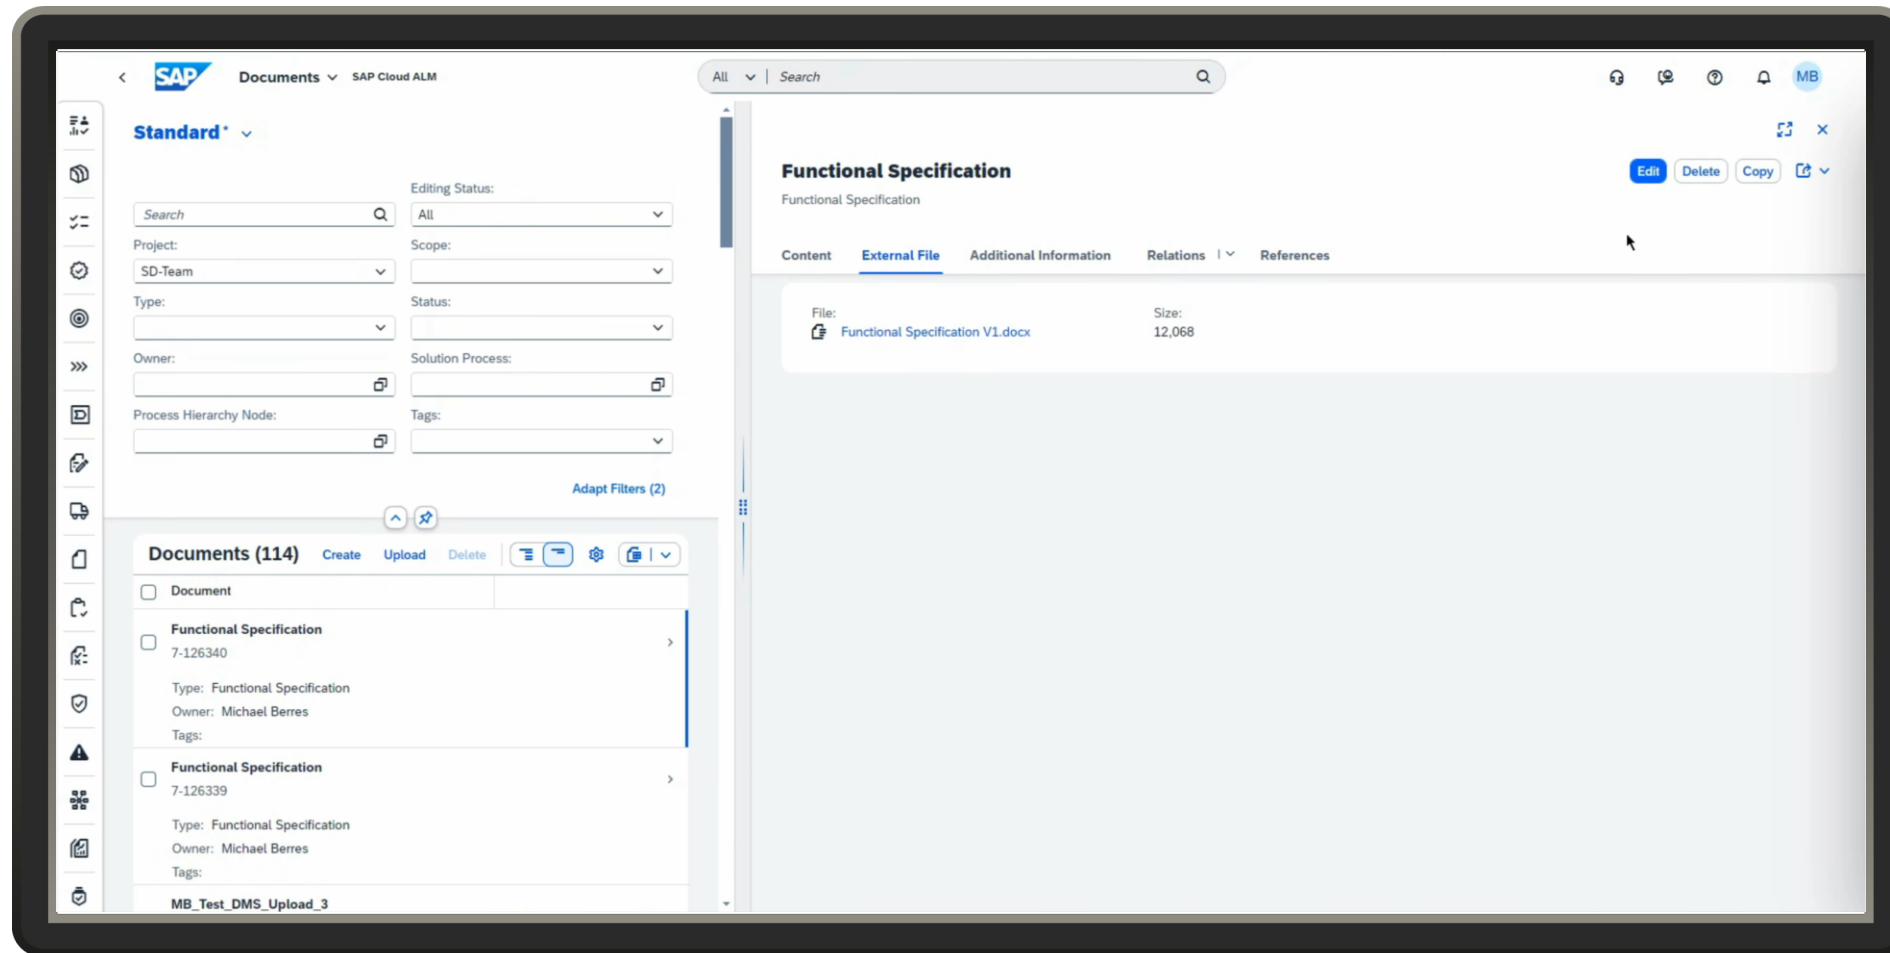 SAP Documents SAP Cloud ALM All Search MB
Standard*
Editing Status:
Search All
Project: Scope:
SD-Team
Type: Status:
Owner: Solution Process:
Process Hierarchy Node: Tags:
Adapt Filters (2)
Documents (114) Create Upload Delete
Document
Functional Specification
7-126340
Type: Functional Specification
Owner: Michael Berres
Tags:
Functional Specification
7-126339
Type: Functional Specification
Owner: Michael Berres
Tags:
MB_Test_DMS_Upload_3
Functional Specification Edit Delete Copy
Functional Specification
Content External File Additional Information Relations References
File: Size:
Functional Specification V1.docx 12,068